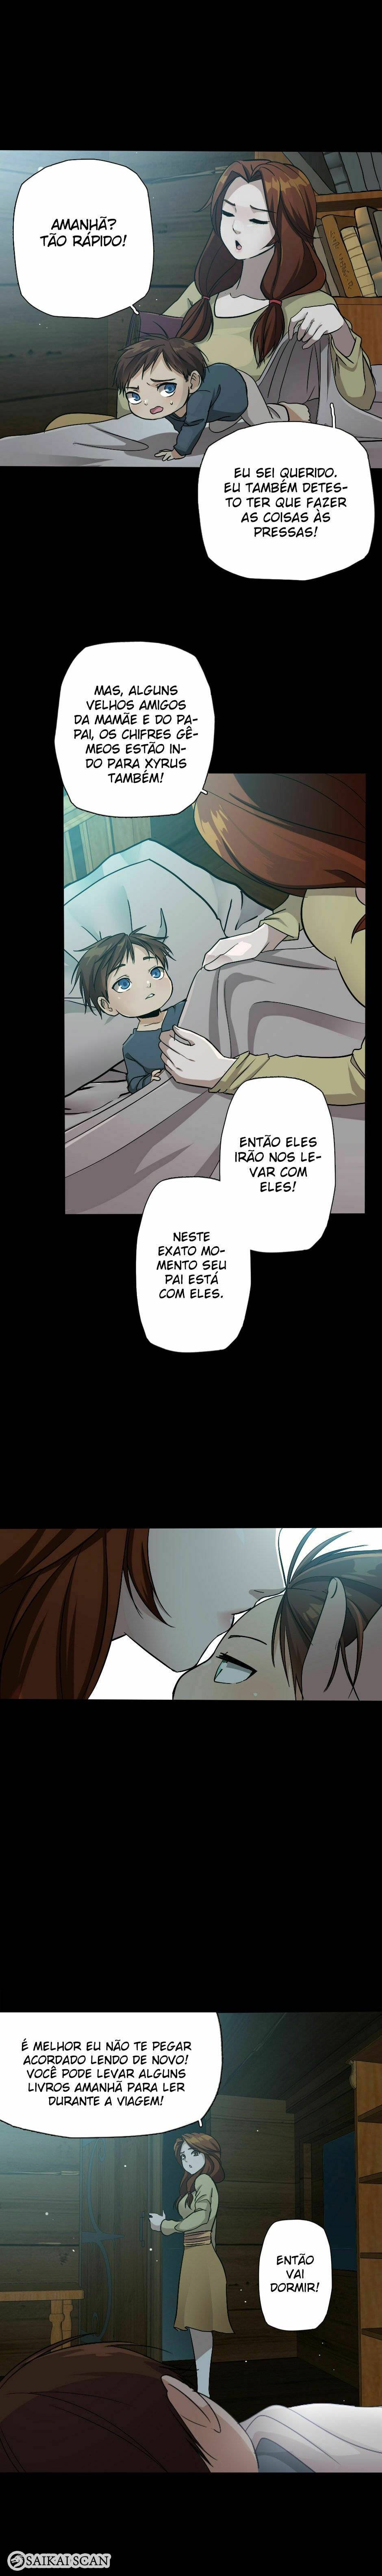 AMANHÃ?
TÃO RÁPIDO!
EU SEI QUERIDO.
EU TAMBÉM DETES-
TO TER QUE FAZER
AS COISAS ÀS
PRESSAS!
MAS, ALGUNS
VELHOS AMIGOS
DA MAMÃE E DO PA-
PAI, OS CHIFRES GÊ-
MEOS ESTÃO IN-
DO PARA XYRUS
TAMBÉM!
ENTÃO ELES
IRÃO NOS LE-
VAR COM
ELES!
NESTE
EXATO MO-
MENTO SEU
PAI ESTÁ
COM ELES.
É MELHOR EU NÃO TE PEGAR
ACORDADO LENDO DE NOVO!
VOCÊ PODE LEVAR ALGUNS
LIVROS AMANHÃ PARA LER
DURANTE A VIAGEM!
ENTÃO
VAI
DORMIR!
SAIKAI SCAN